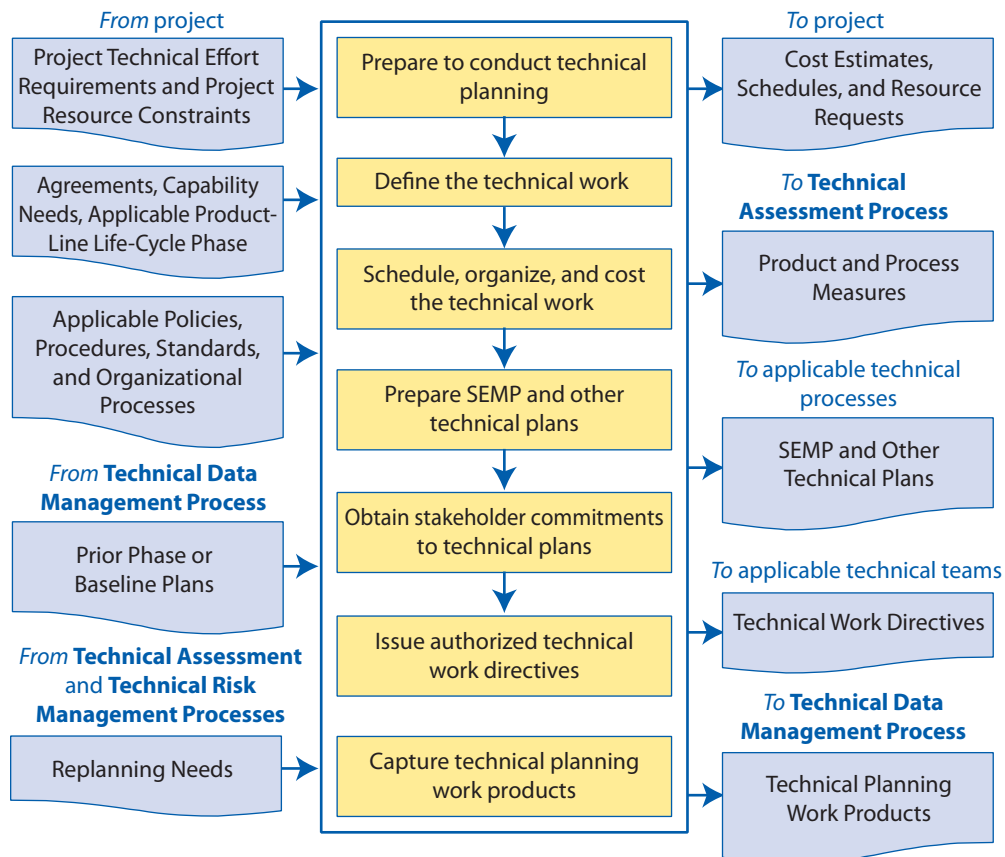 From project
Project Technical Effort
Requirements and Project
Resource Constraints
Agreements, Capability
Needs, Applicable Product-
Line Life-Cycle Phase
Applicable Policies,
Procedures, Standards,
and Organizational
Processes
From Technical Data
Management Process
Prior Phase or
Baseline Plans
From Technical Assessment
and Technical Risk
Management Processes
Replanning Needs
Prepare to conduct technical
planning
Define the technical work
Schedule, organize, and cost
the technical work
Prepare SEMP and other
technical plans
Obtain stakeholder commitments
to technical plans
Issue authorized technical
work directives
Capture technical planning
work products
To project
Cost Estimates,
Schedules, and Resource
Requests
To Technical
Assessment Process
Product and Process
Measures
To applicable technical
processes
SEMP and Other
Technical Plans
To applicable technical teams
Technical Work Directives
To Technical Data
Management Process
Technical Planning
Work Products